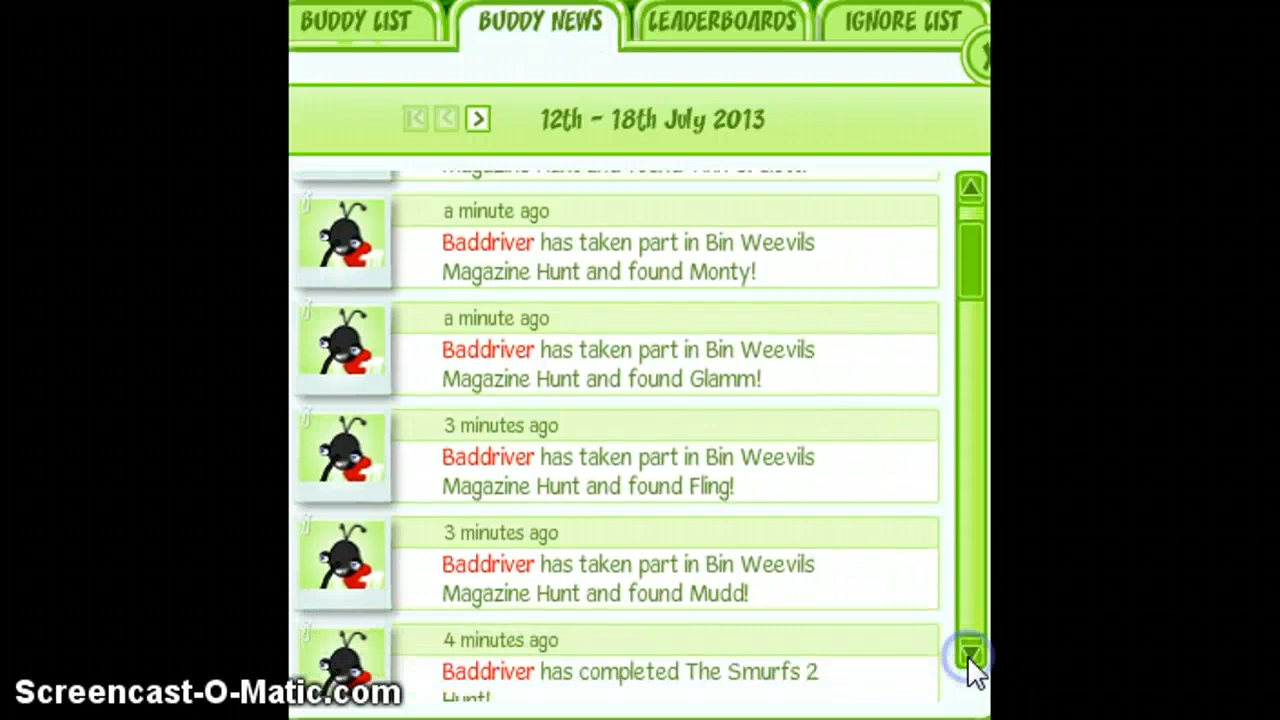 BUDDY LIST
BUDDY NEWS
LEADERBOARDS
IGNORE LIST
12th - 18th July 2013
a minute ago
Baddriver has taken part in Bin Weevils
Magazine Hunt and found Monty!
a minute ago
Baddriver has taken part in Bin Weevils
Magazine Hunt and found Glamm!
3 minutes ago
Baddriver has taken part in Bin Weevils
Magazine Hunt and found Fling!
3 minutes ago
Baddriver has taken part in Bin Weevils
Magazine Hunt and found Mudd!
4 minutes ago
Baddriver has completed The Smurfs 2
Hunt!
Screencast-O-Matic.com